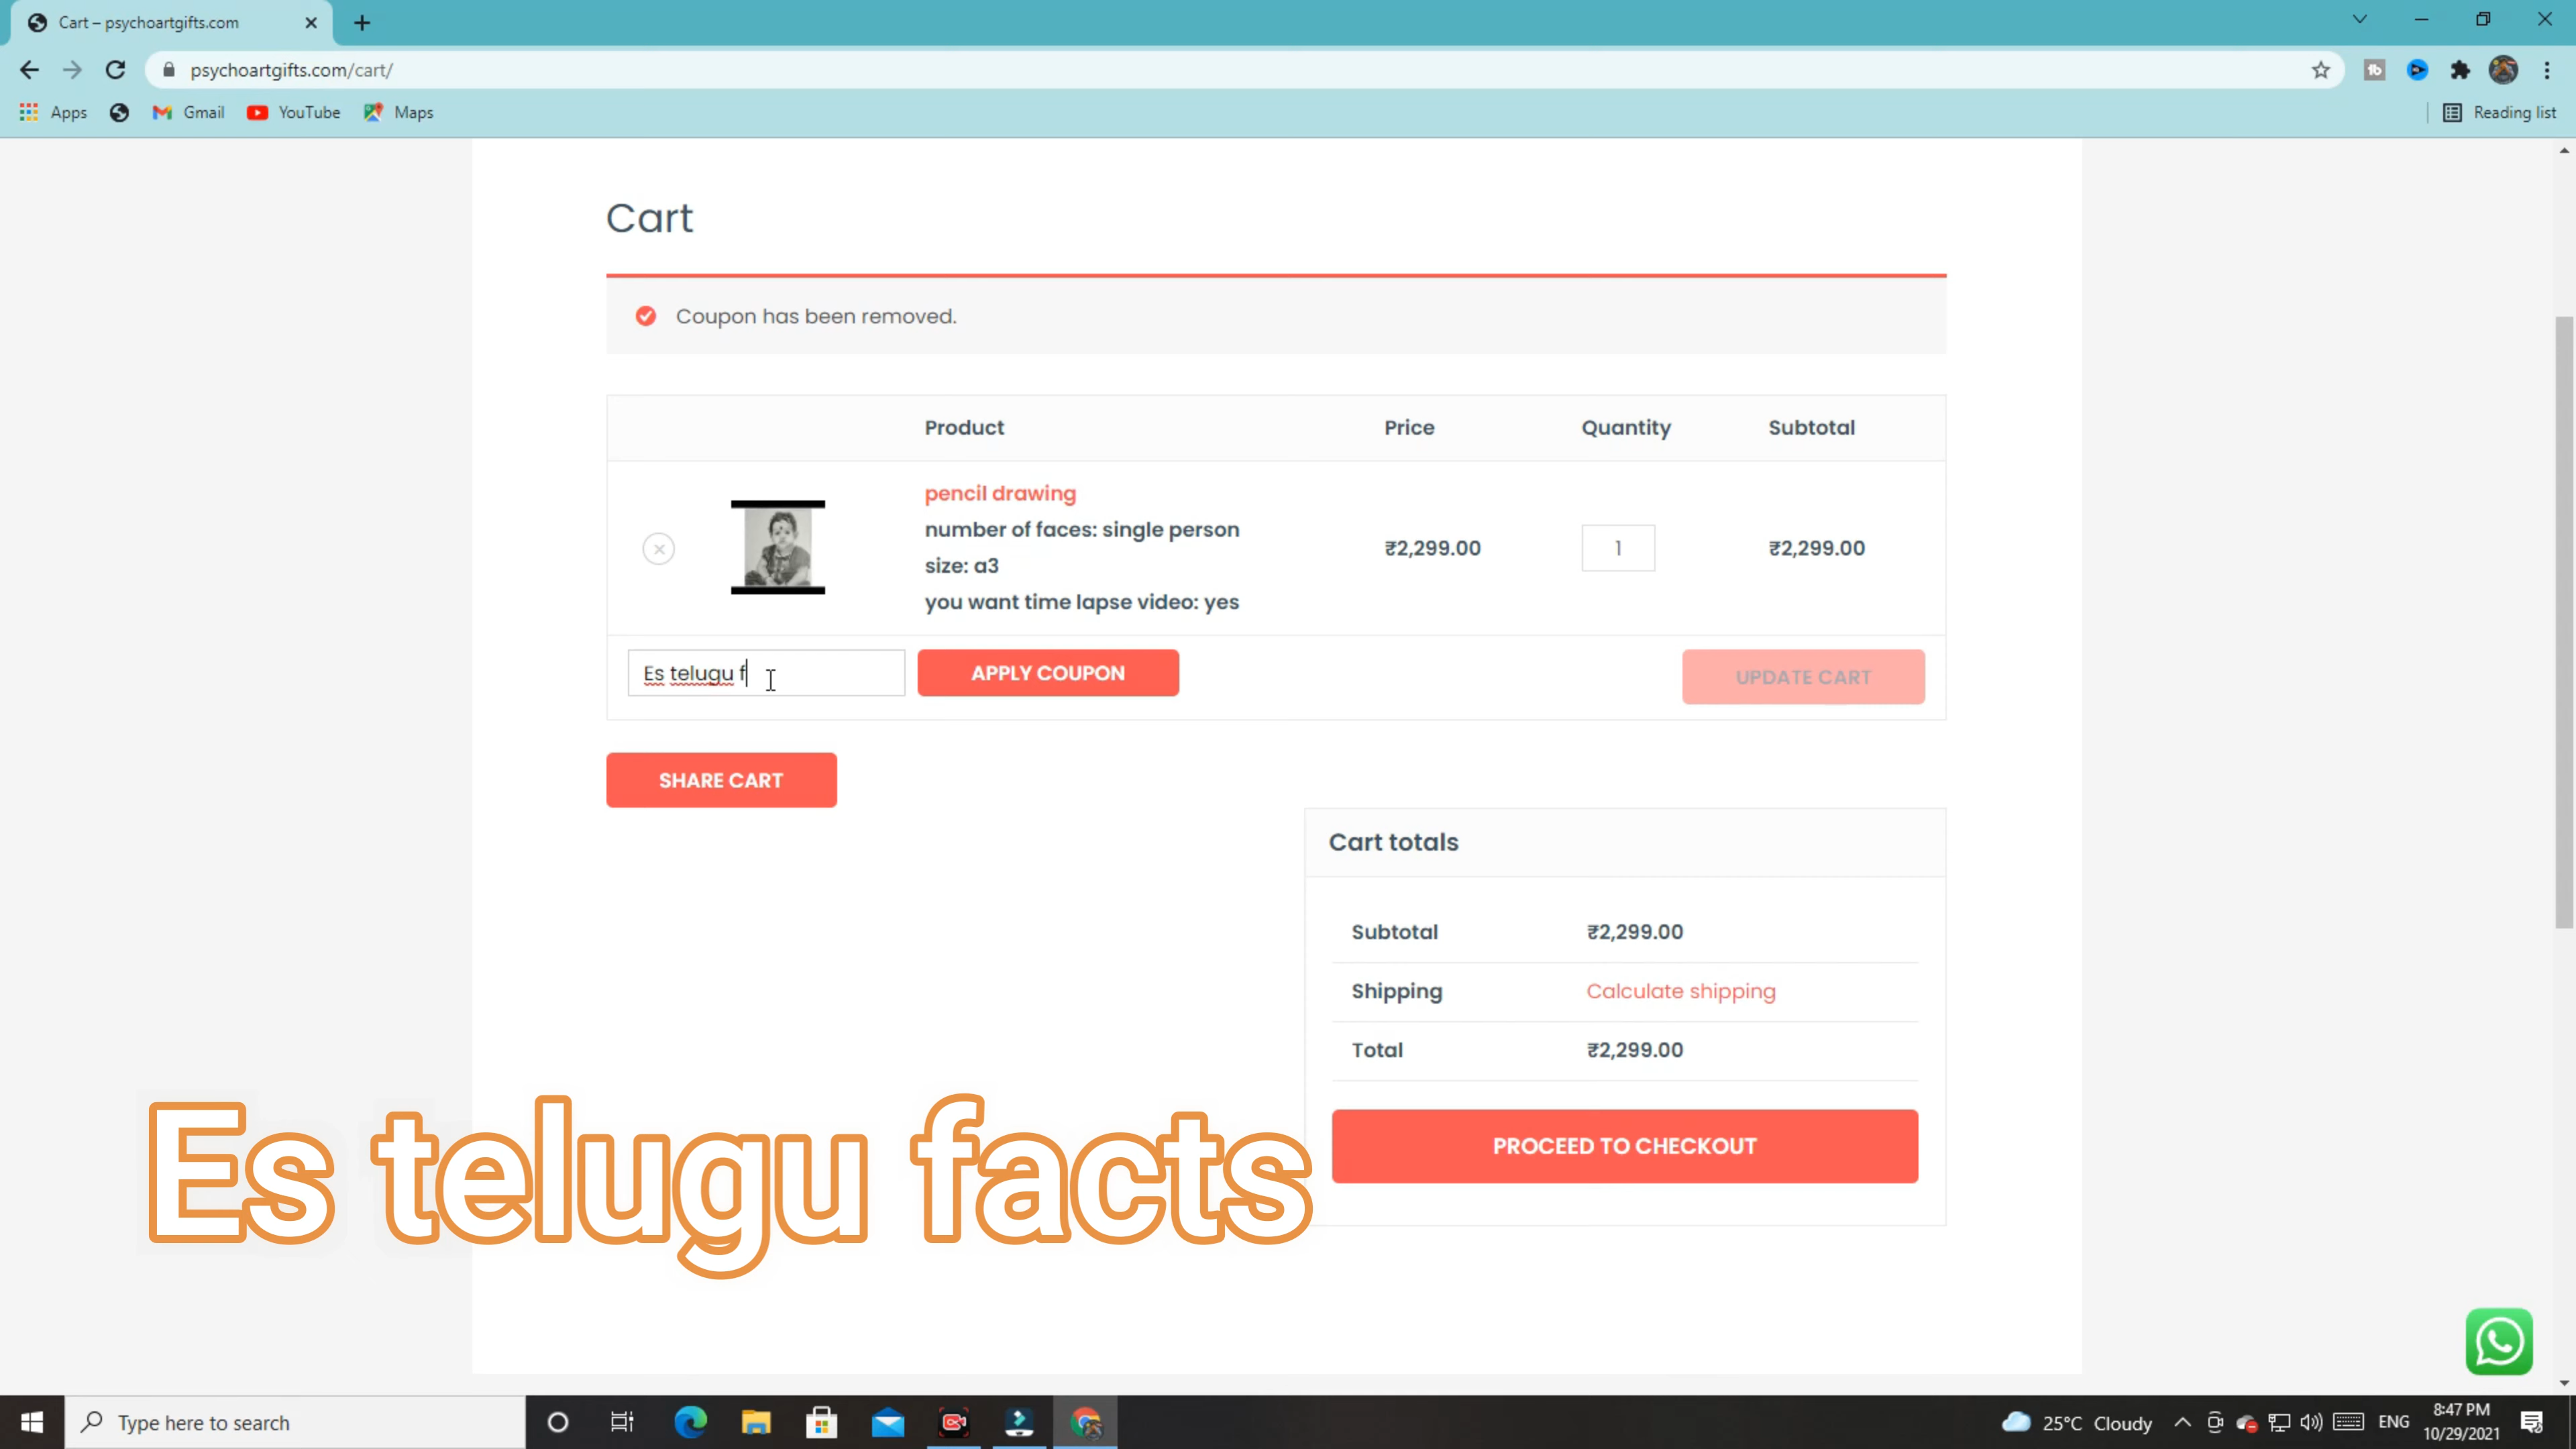 Cart – psychoartgifts.com
psychoartgifts.com/cart/
Apps Gmail YouTube Maps Reading list
Cart
Coupon has been removed.
Product Price Quantity Subtotal
pencil drawing
number of faces: single person
size: a3
you want time lapse video: yes
₹2,299.00 1 ₹2,299.00
Es telugu f APPLY COUPON UPDATE CART
SHARE CART
Cart totals
Subtotal ₹2,299.00
Shipping Calculate shipping
Total ₹2,299.00
PROCEED TO CHECKOUT
Es telugu facts
Type here to search
25°C Cloudy
ENG
8:47 PM
10/29/2021